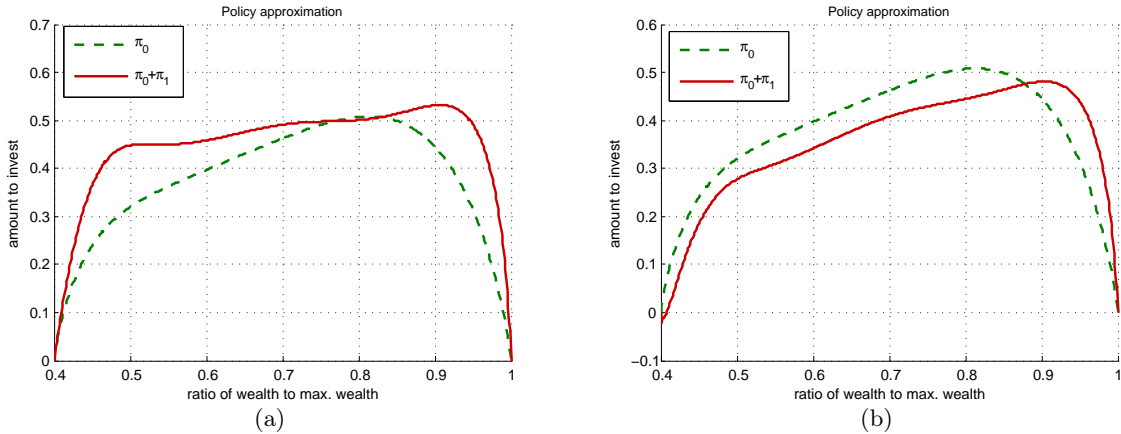 Policy approximation
0.7
0.6
0.5
0.4
0.3
0.2
0.1
0
amount to invest
π0
π0+π1
0.4 0.5 0.6 0.7 0.8 0.9 1
ratio of wealth to max. wealth
(a)
Policy approximation
0.6
0.5
0.4
0.3
0.2
0.1
0
−0.1
amount to invest
π0
π0+π1
0.4 0.5 0.6 0.7 0.8 0.9 1
ratio of wealth to max. wealth
(b)